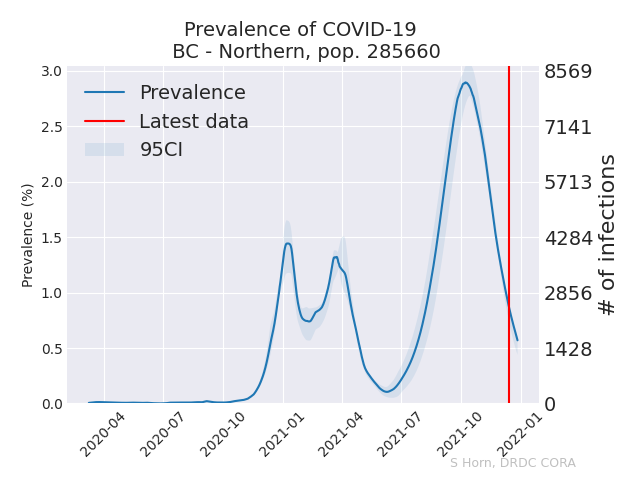 Prevalence of COVID-19
BC - Northern, pop. 285660
Prevalence
Latest data
95CI
Prevalence (%)
3.0
2.5
2.0
1.5
1.0
0.5
0.0
8569
7141
5713
4284
2856
1428
0
# of infections
2020-04
2020-07
2020-10
2021-01
2021-04
2021-07
2021-10
2022-01
S Horn, DRDC CORA